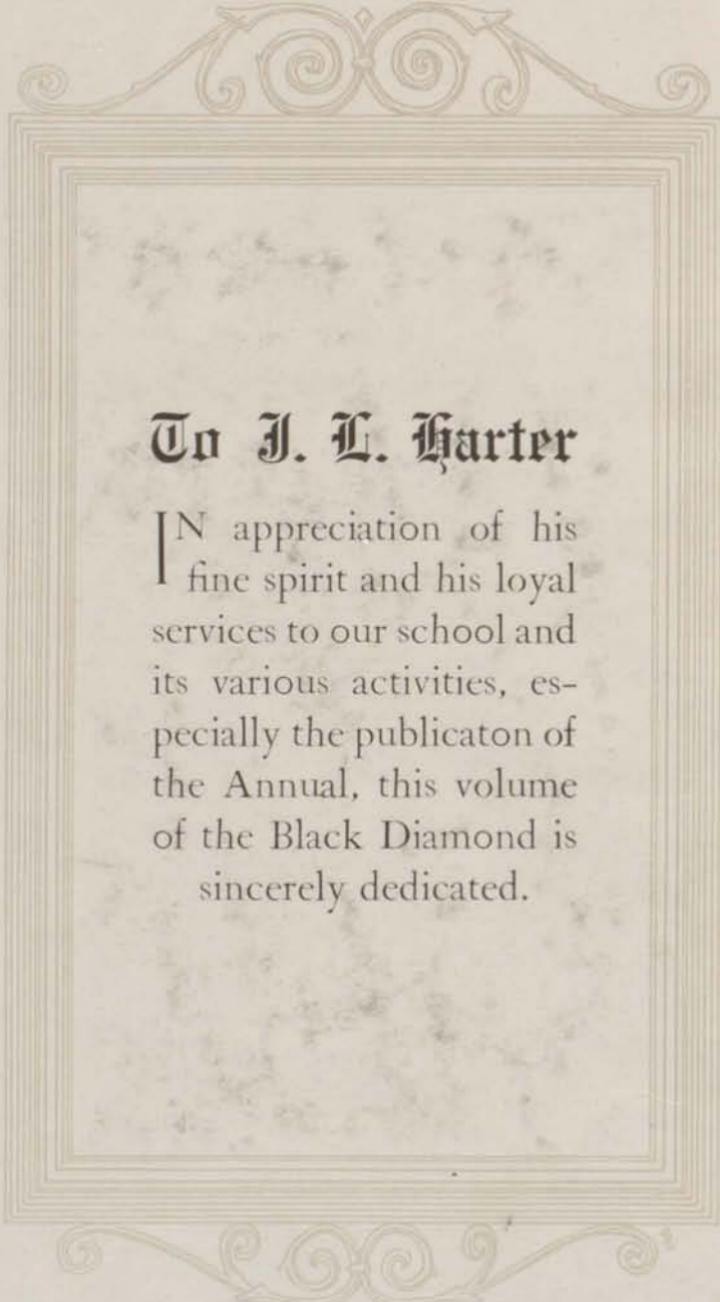 To J. L. Harter
IN appreciation of his
fine spirit and his loyal
services to our school and
its various activities, es-
pecially the publicaton of
the Annual, this volume
of the Black Diamond is
sincerely dedicated.